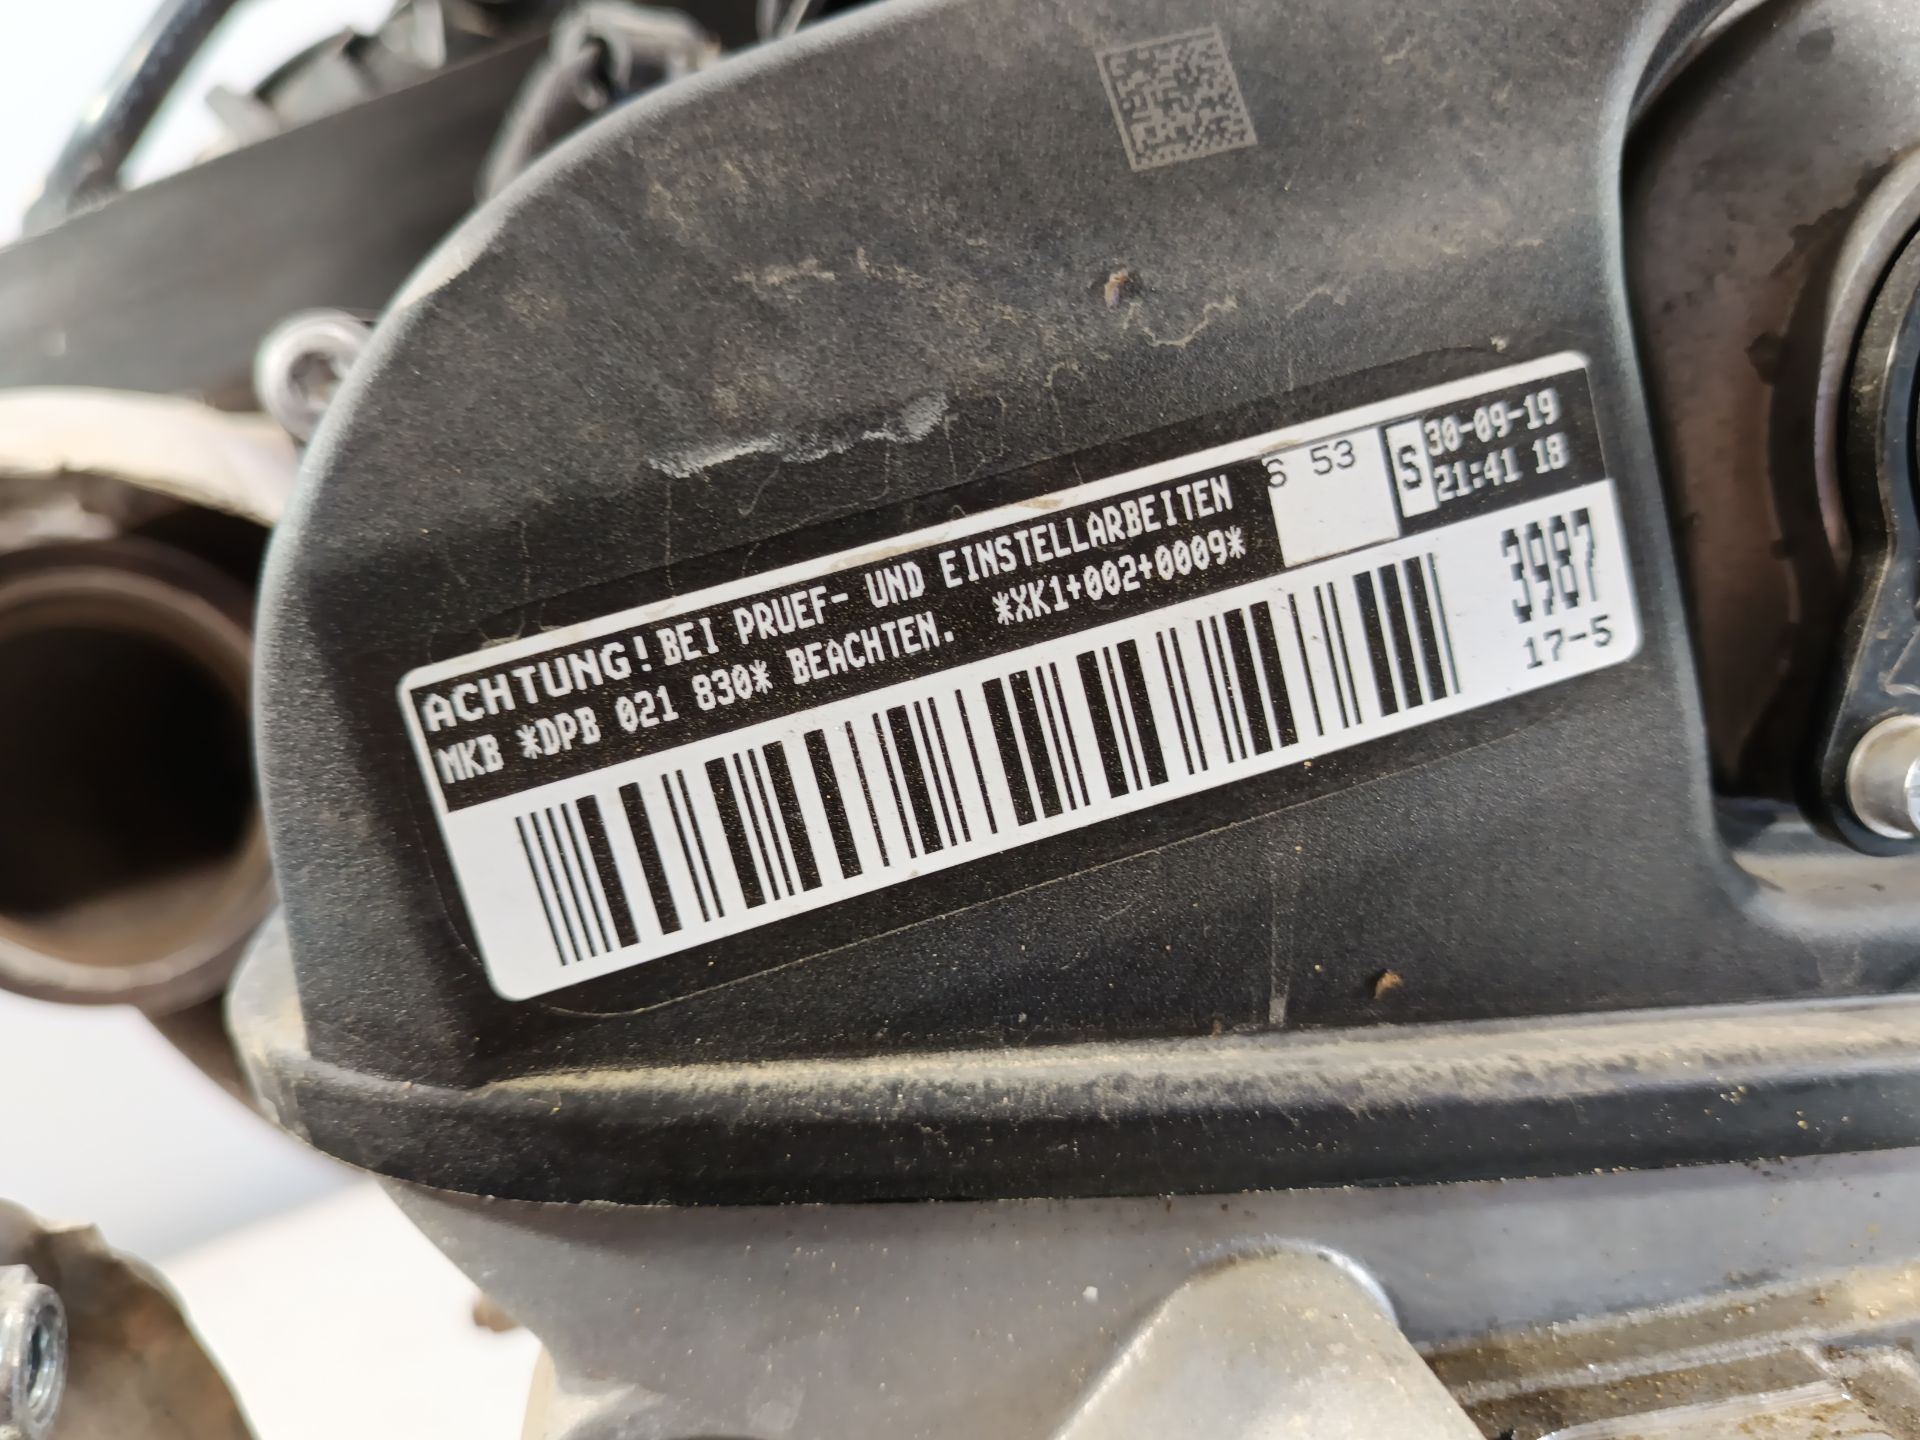 ACHTUNG! BEI PRUEF- UND EINSTELLARBEITEN
MKB *DPB 021 830* BEACHTEN. *XK1+002+0009*
S 53
S
30-09-19
21:41 18
3987
17-5